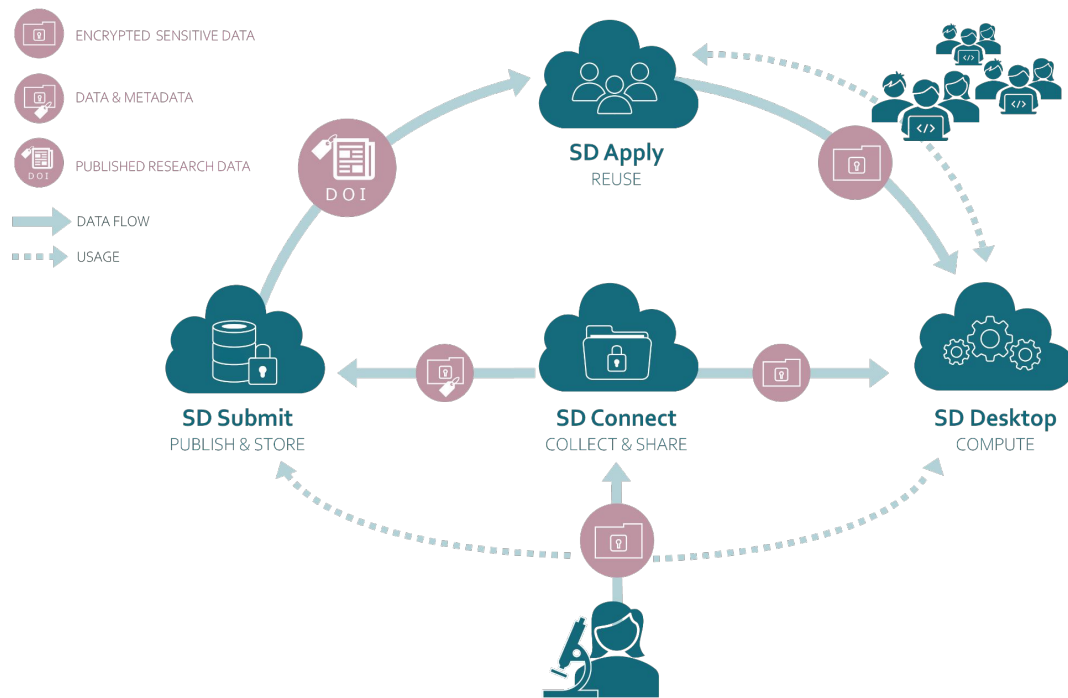 ENCRYPTED SENSITIVE DATA
DATA & METADATA
DOI
PUBLISHED RESEARCH DATA
DATA FLOW
USAGE
SD Apply
REUSE
DOI
SD Submit
PUBLISH & STORE
SD Connect
COLLECT & SHARE
SD Desktop
COMPUTE